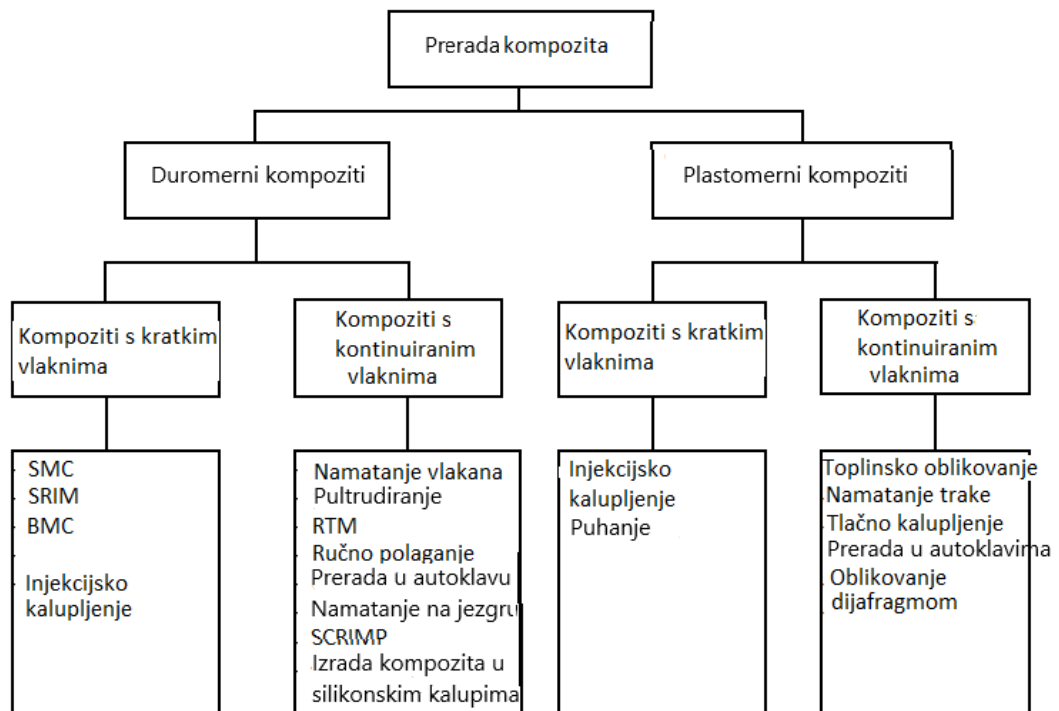 Prerada kompozita
Duromerni kompoziti
Plastomerni kompoziti
Kompoziti s kratkim
vlaknima
Kompoziti s
kontinuiranim
vlaknima
Kompoziti s kratkim
vlaknima
Kompoziti s
kontinuiranim
vlaknima
SMC
SRIM
BMC
Injekcijsko
kalupljenje
Namatanje vlakana
Pultrudiranje
RTM
Ručno polaganje
Prerada u autoklavu
Namatanje na jezgru
SCRIMP
Izrada kompozita u
silikonskim kalupima
Injekcijsko
kalupljenje
Puhanje
Toplinsko oblikovanje
Namatanje trake
Tlačno kalupljenje
Prerada u autoklavima
Oblikovanje
dijafragmom